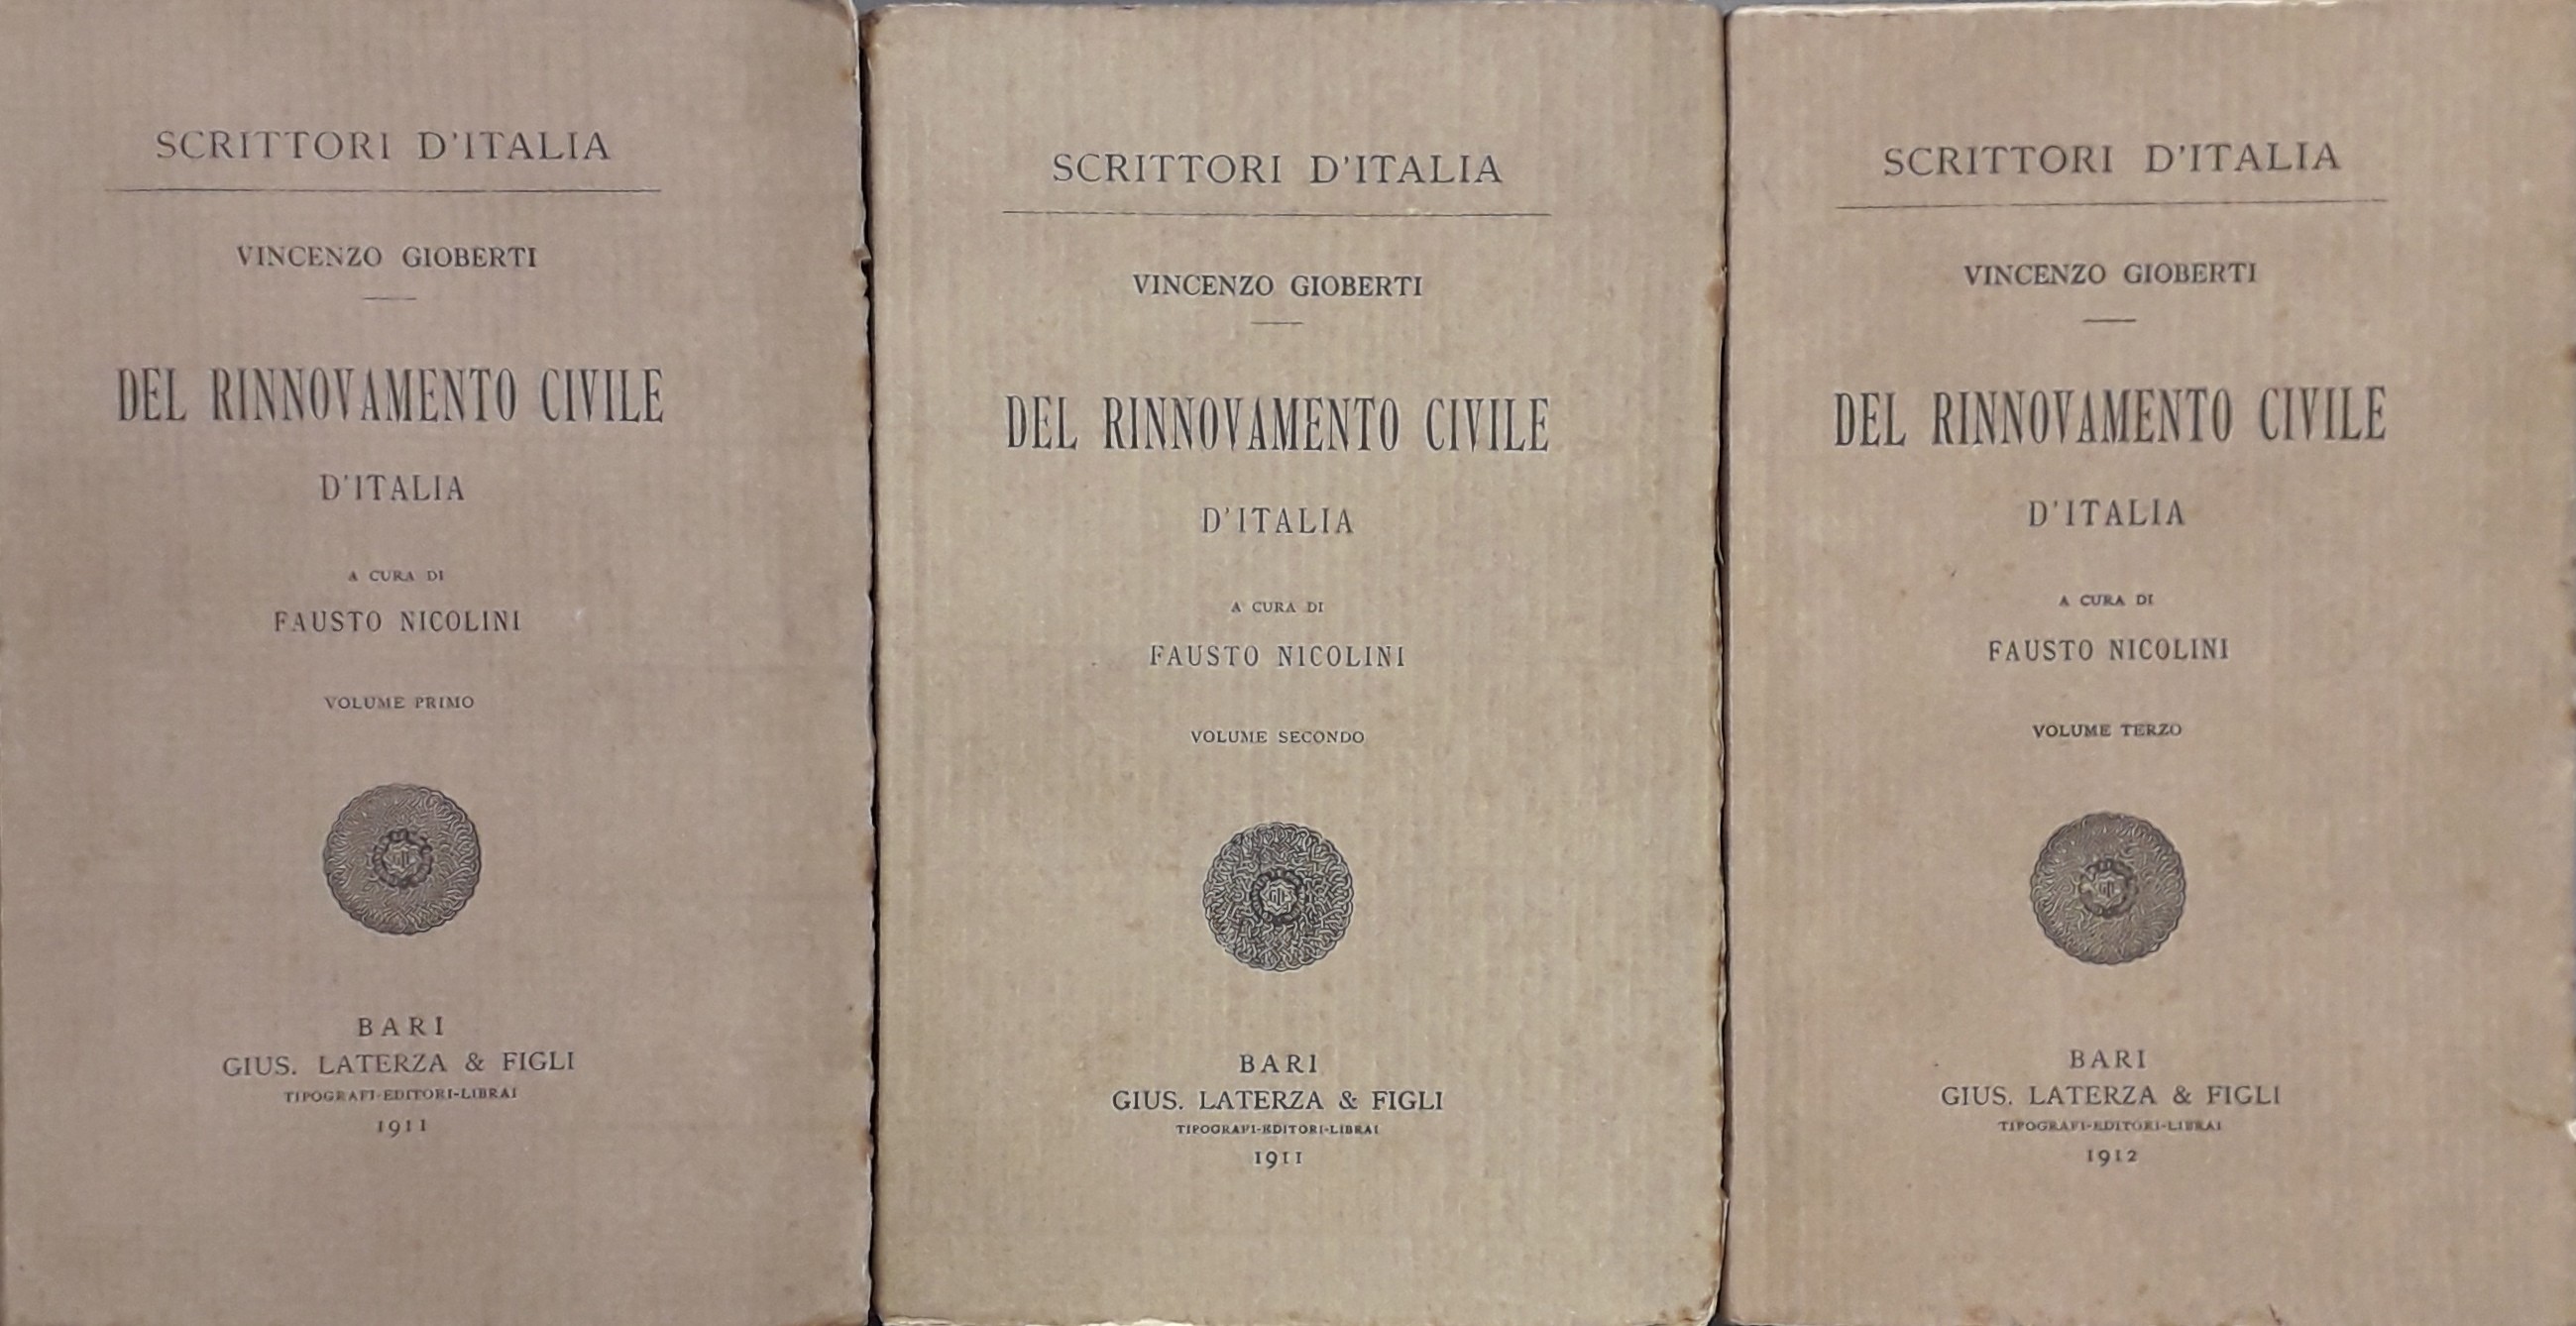 SCRITTORI D'ITALIA
VINCENZO GIOBERTI
DEL RINNOVAMENTO CIVILE
D'ITALIA
A CURA DI
FAUSTO NICOLINI
VOLUME PRIMO
BARI
GIUS. LATERZA & FIGLI
TIPOGRAFI-EDITORI-LIBRAI
1911
SCRITTORI D'ITALIA
VINCENZO GIOBERTI
DEL RINNOVAMENTO CIVILE
D'ITALIA
A CURA DI
FAUSTO NICOLINI
VOLUME SECONDO
BARI
GIUS. LATERZA & FIGLI
TIPOGRAFI-EDITORI-LIBRAI
1911
SCRITTORI D'ITALIA
VINCENZO GIOBERTI
DEL RINNOVAMENTO CIVILE
D'ITALIA
A CURA DI
FAUSTO NICOLINI
VOLUME TERZO
BARI
GIUS. LATERZA & FIGLI
TIPOGRAFI-EDITORI-LIBRAI
1912